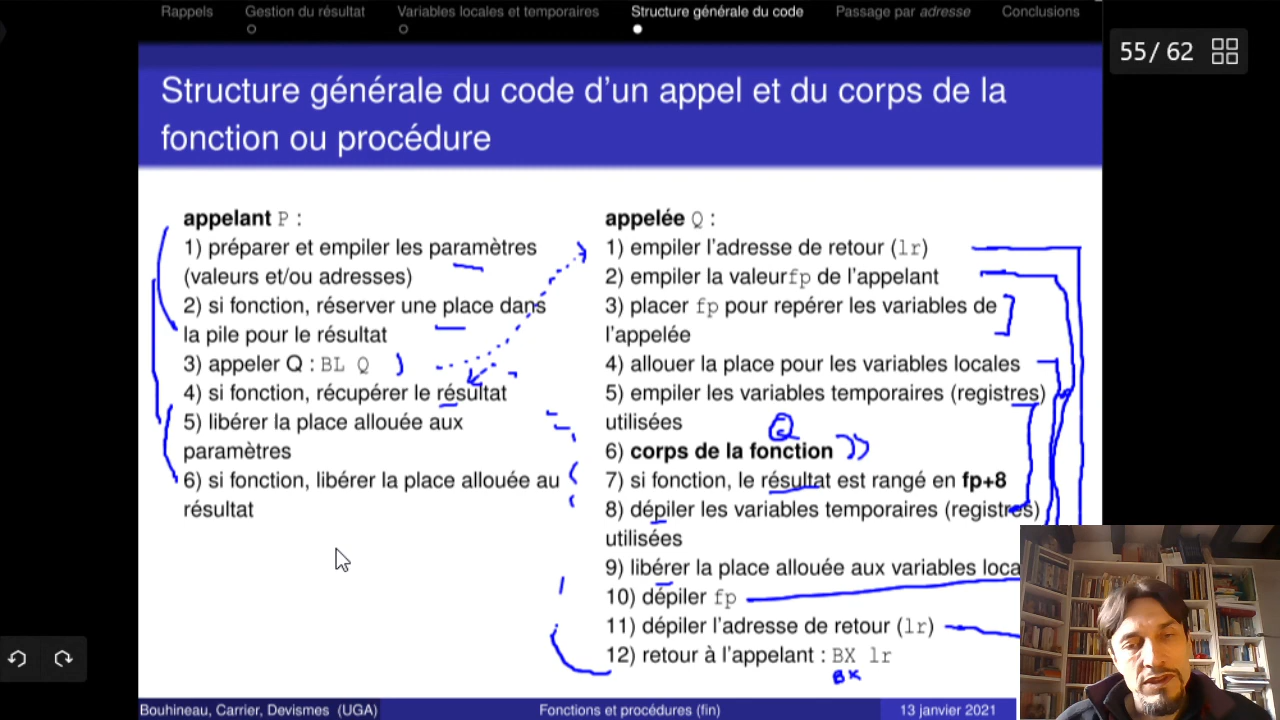 Rappels Gestion du résultat Variables locales et temporaires Structure générale du code Passage par adresse Conclusions
55/ 62
Structure générale du code d'un appel et du corps de la
fonction ou procédure
appelant P :
1) préparer et empiler les paramètres
(valeurs et/ou adresses)
2) si fonction, réserver une place dans
la pile pour le résultat
3) appeler Q : BL Q
4) si fonction, récupérer le résultat
5) libérer la place allouée aux
paramètres
6) si fonction, libérer la place allouée au
résultat
appelée Q :
1) empiler l'adresse de retour (lr)
2) empiler la valeurfp de l'appelant
3) placer fp pour repérer les variables de
l'appelée
4) allouer la place pour les variables locales
5) empiler les variables temporaires (registres)
utilisées
Q
6) corps de la fonction
7) si fonction, le résultat est rangé en fp+8
8) dépiler les variables temporaires (registres)
utilisées
9) libérer la place allouée aux variables loca
10) dépiler fp
11) dépiler l'adresse de retour (lr)
12) retour à l'appelant : BX lr
BX
Bouhineau, Carrier, Devismes (UGA) Fonctions et procédures (fin) 13 janvier 2021